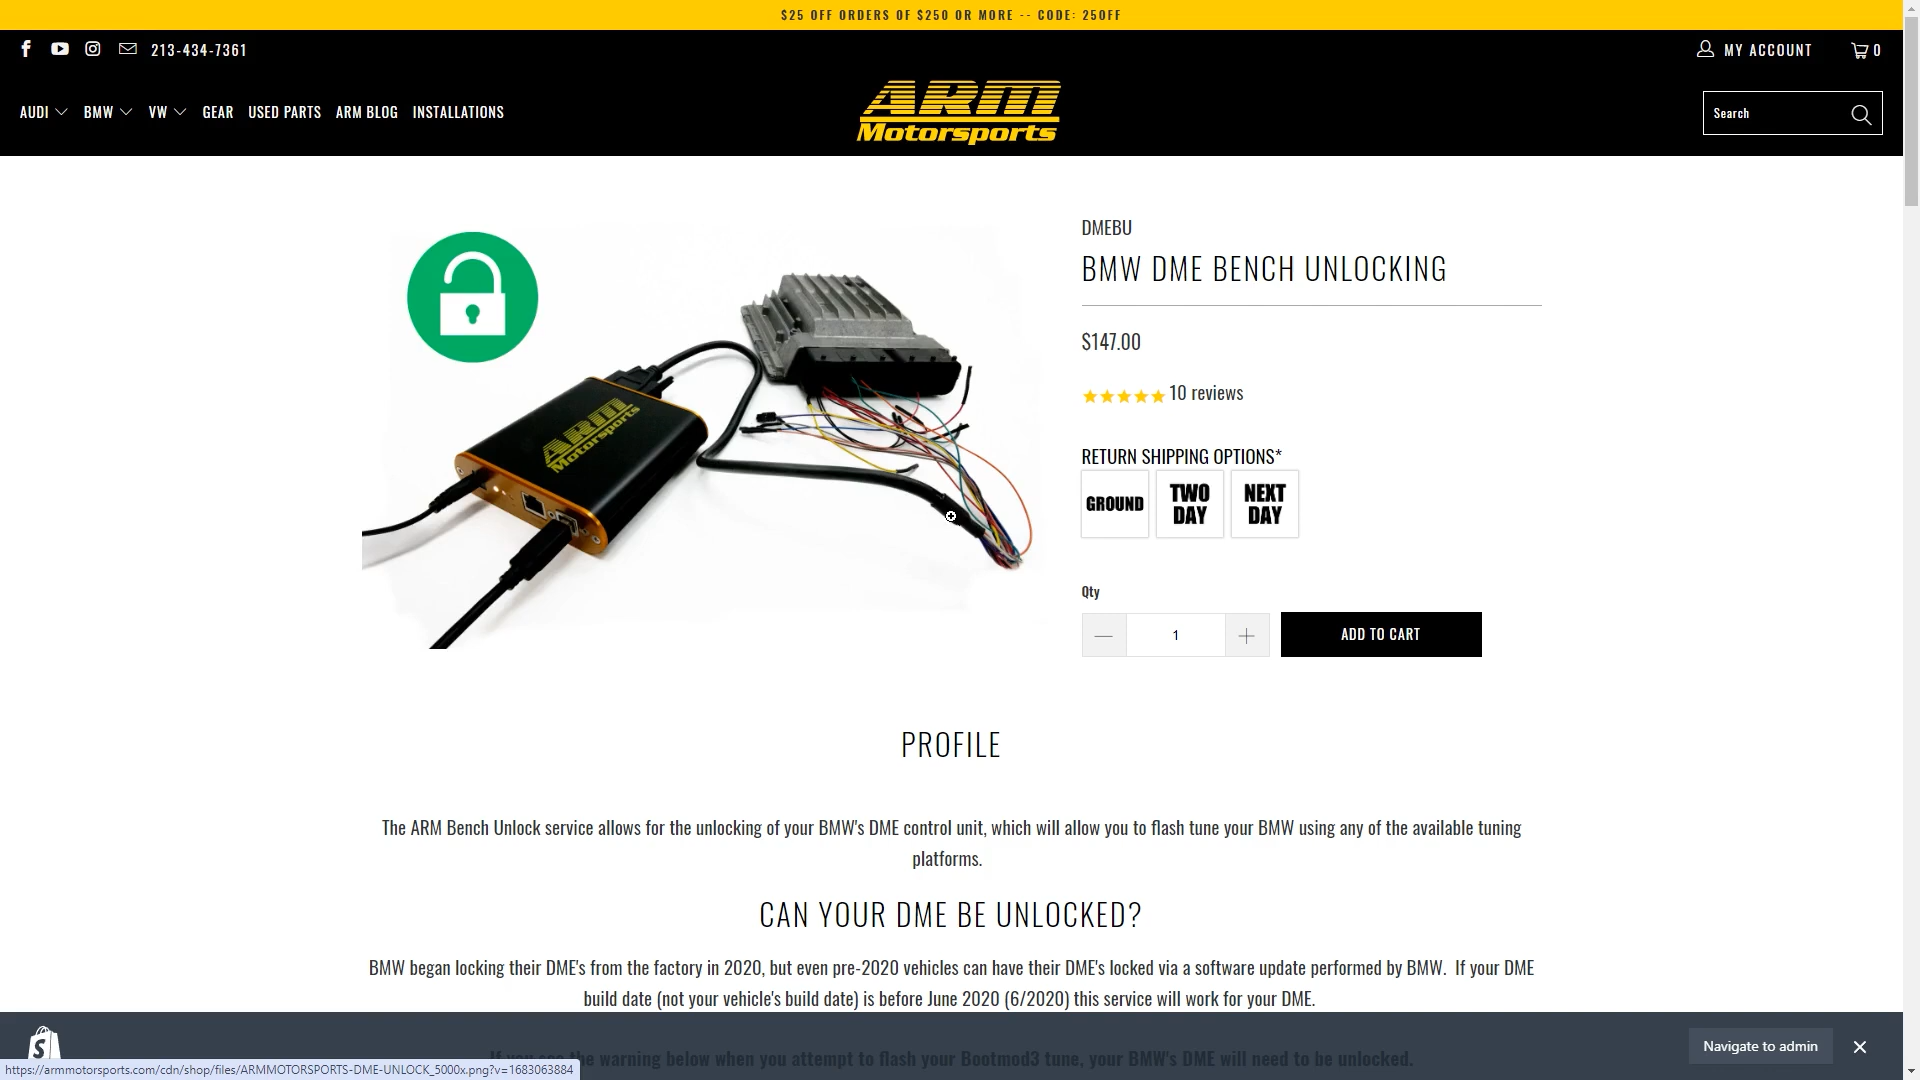 $25 OFF ORDERS OF $250 OR MORE -- CODE: 25OFF
213-434-7361
MY ACCOUNT
0
AUDI
BMW
VW
GEAR
USED PARTS
ARM BLOG
INSTALLATIONS
ARM
Motorsports
Search
DMEBU
BMW DME BENCH UNLOCKING
$147.00
10 reviews
ARM
Motorsports
RETURN SHIPPING OPTIONS*
GROUND
TWO
DAY
NEXT
DAY
Qty
1
ADD TO CART
PROFILE
The ARM Bench Unlock service allows for the unlocking of your BMW's DME control unit, which will allow you to flash tune your BMW using any of the available tuning
platforms.
CAN YOUR DME BE UNLOCKED?
BMW began locking their DME's from the factory in 2020, but even pre-2020 vehicles can have their DME's locked via a software update performed by BMW. If your DME
build date (not your vehicle's build date) is before June 2020 (6/2020) this service will work for your DME.
If you see the warning below when you attempt to flash your Bootmod3 tune, your BMW's DME will need to be unlocked.
Navigate to admin
https://armmotorsports.com/cdn/shop/files/ARMMOTORSPORTS-DME-UNLOCK_5000x.png?v=1683063884